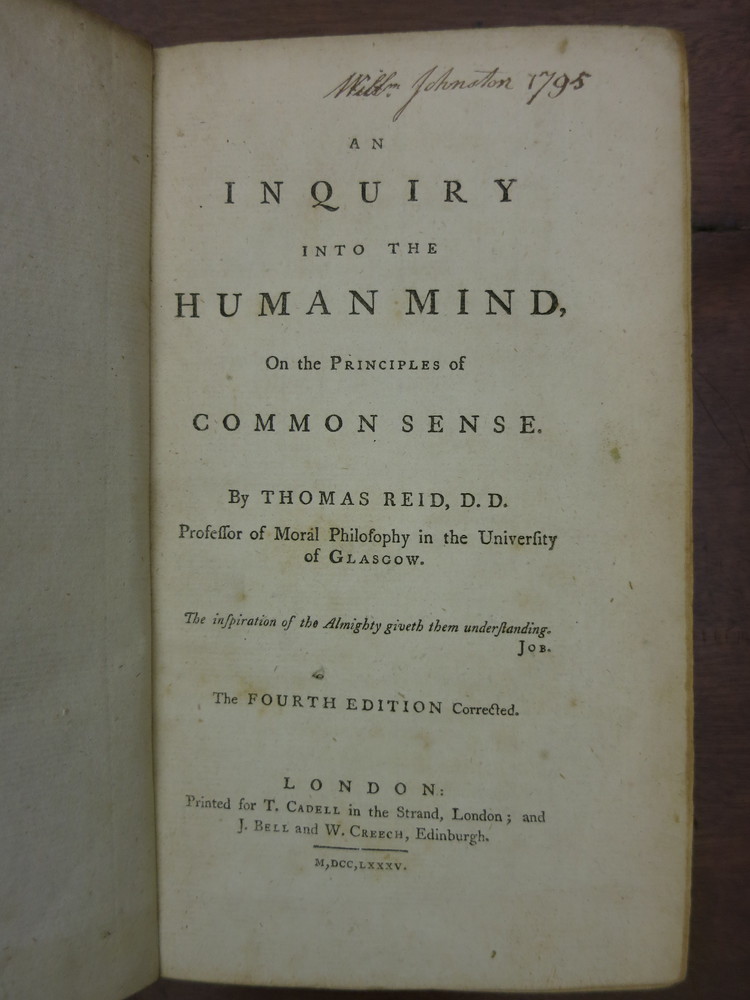 Willm Johnston 1795
AN
INQUIRY
INTO THE
HUMAN MIND,
On the PRINCIPLES of
COMMON SENSE.
By THOMAS REID, D. D.
Profeſſor of Moral Philoſophy in the Univerſity
of GLASGOW.
The inſpiration of the Almighty giveth them underſtanding.
JOB.
The FOURTH EDITION Corrected.
LONDON:
Printed for T. CADELL in the Strand, London; and
J. BELL and W. CREECH, Edinburgh.
M,DCC,LXXXV.